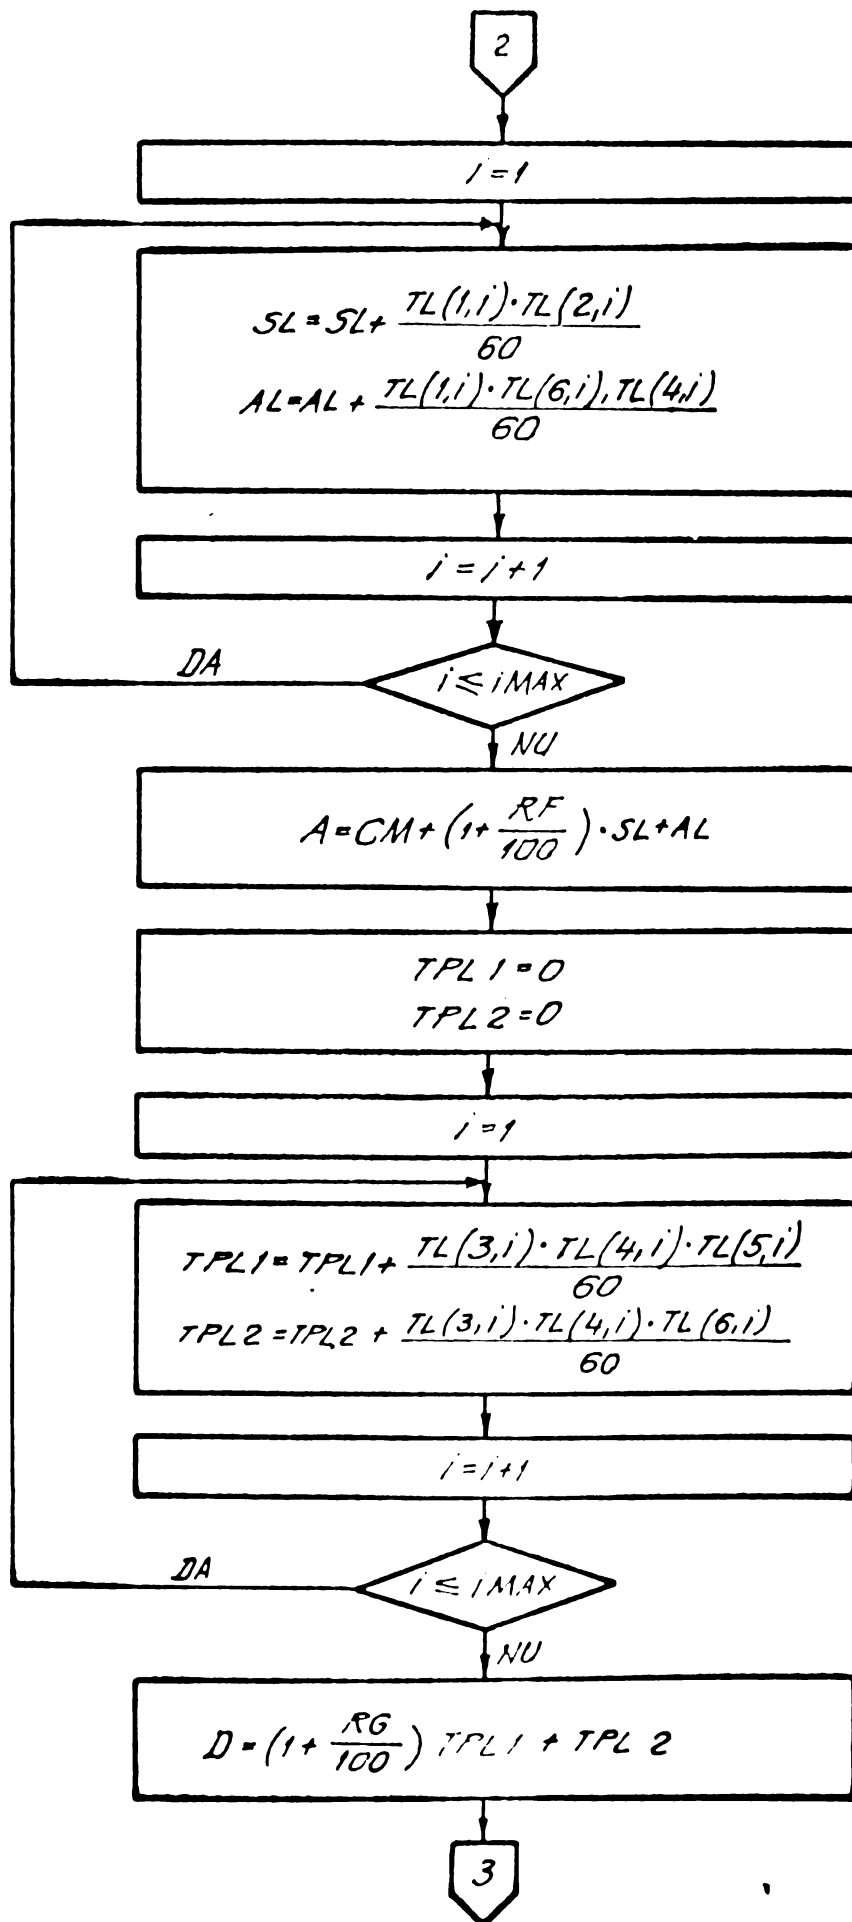 2
i=1
SL=SL+ TL(1,i)·TL(2,i)
60
AL=AL + TL(1,i)·TL(6,i),TL(4,i)
60
i=i+1
DA
i≤iMAX
NU
A=CM+(1+ RF/100)·SL+AL
TPL1=0
TPL2=0
i=1
TPL1=TPL1+ TL(3,i)·TL(4,i)·TL(5,i)
60
TPL2=TPL2 + TL(3,i)·TL(4,i)·TL(6,i)
60
i=i+1
DA
i≤iMAX
NU
D=(1+ RG/100) TPL1 + TPL2
3